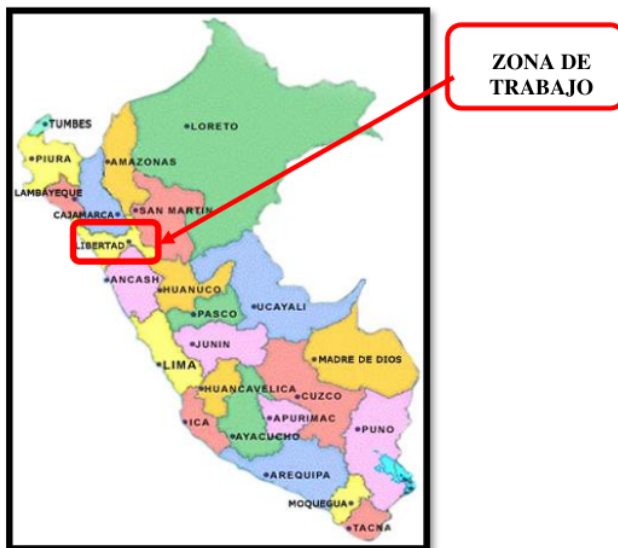 ZONA DE
TRABAJO
TUMBES
LORETO
PIURA
AMAZONAS
LAMBAYEQUE
CAJAMARCA
SAN MARTIN
LIBERTAD
ANCASH
HUANUCO
UCAYALI
PASCO
JUNIN
LIMA
MADRE DE DIOS
HUANCAVELICA
CUZCO
ICA
APURIMAC
PUNO
AYACUCHO
AREQUIPA
MOQUEGUA
TACNA